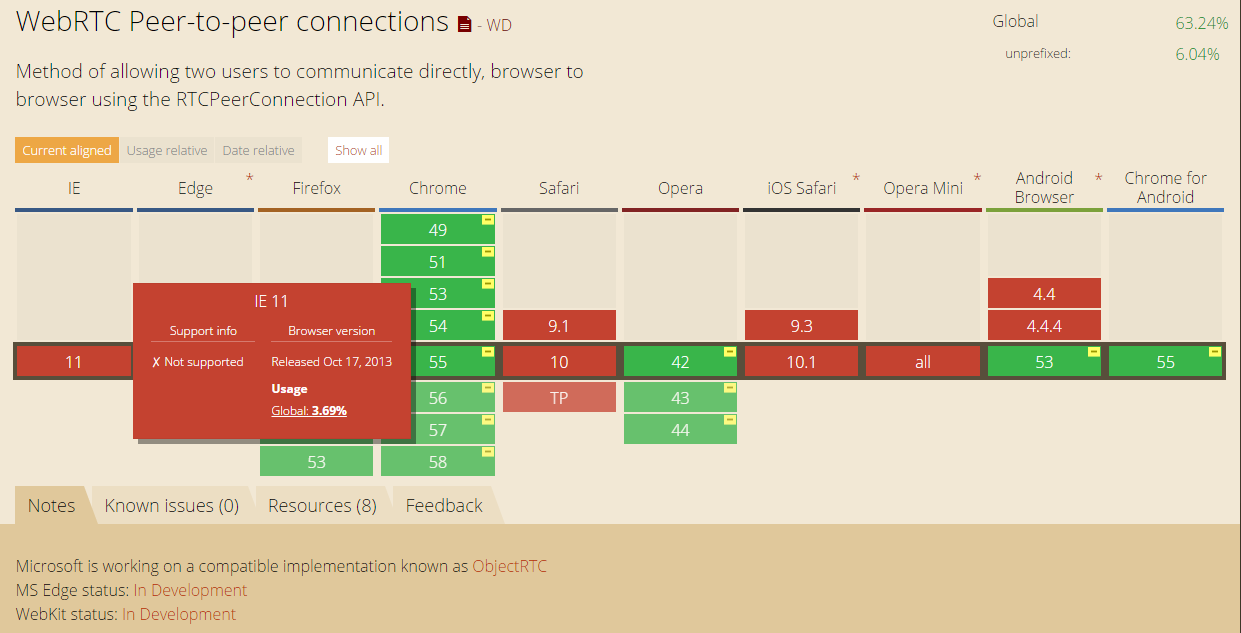 WebRTC Peer-to-peer connections - WD
Global 63.24%
unprefixed: 6.04%
Method of allowing two users to communicate directly, browser to
browser using the RTCPeerConnection API.
Current aligned Usage relative Date relative Show all
IE Edge * Firefox Chrome Safari Opera iOS Safari * Opera Mini * Android Browser * Chrome for Android
49
51
53 4.4
54 9.1 9.3 4.4.4
11 55 10 42 10.1 all 53 55
56 TP 43
57 44
53 58
IE 11
Support info Browser version
✗ Not supported Released Oct 17, 2013
Usage
Global: 3.69%
Notes Known issues (0) Resources (8) Feedback
Microsoft is working on a compatible implementation known as ObjectRTC
MS Edge status: In Development
WebKit status: In Development